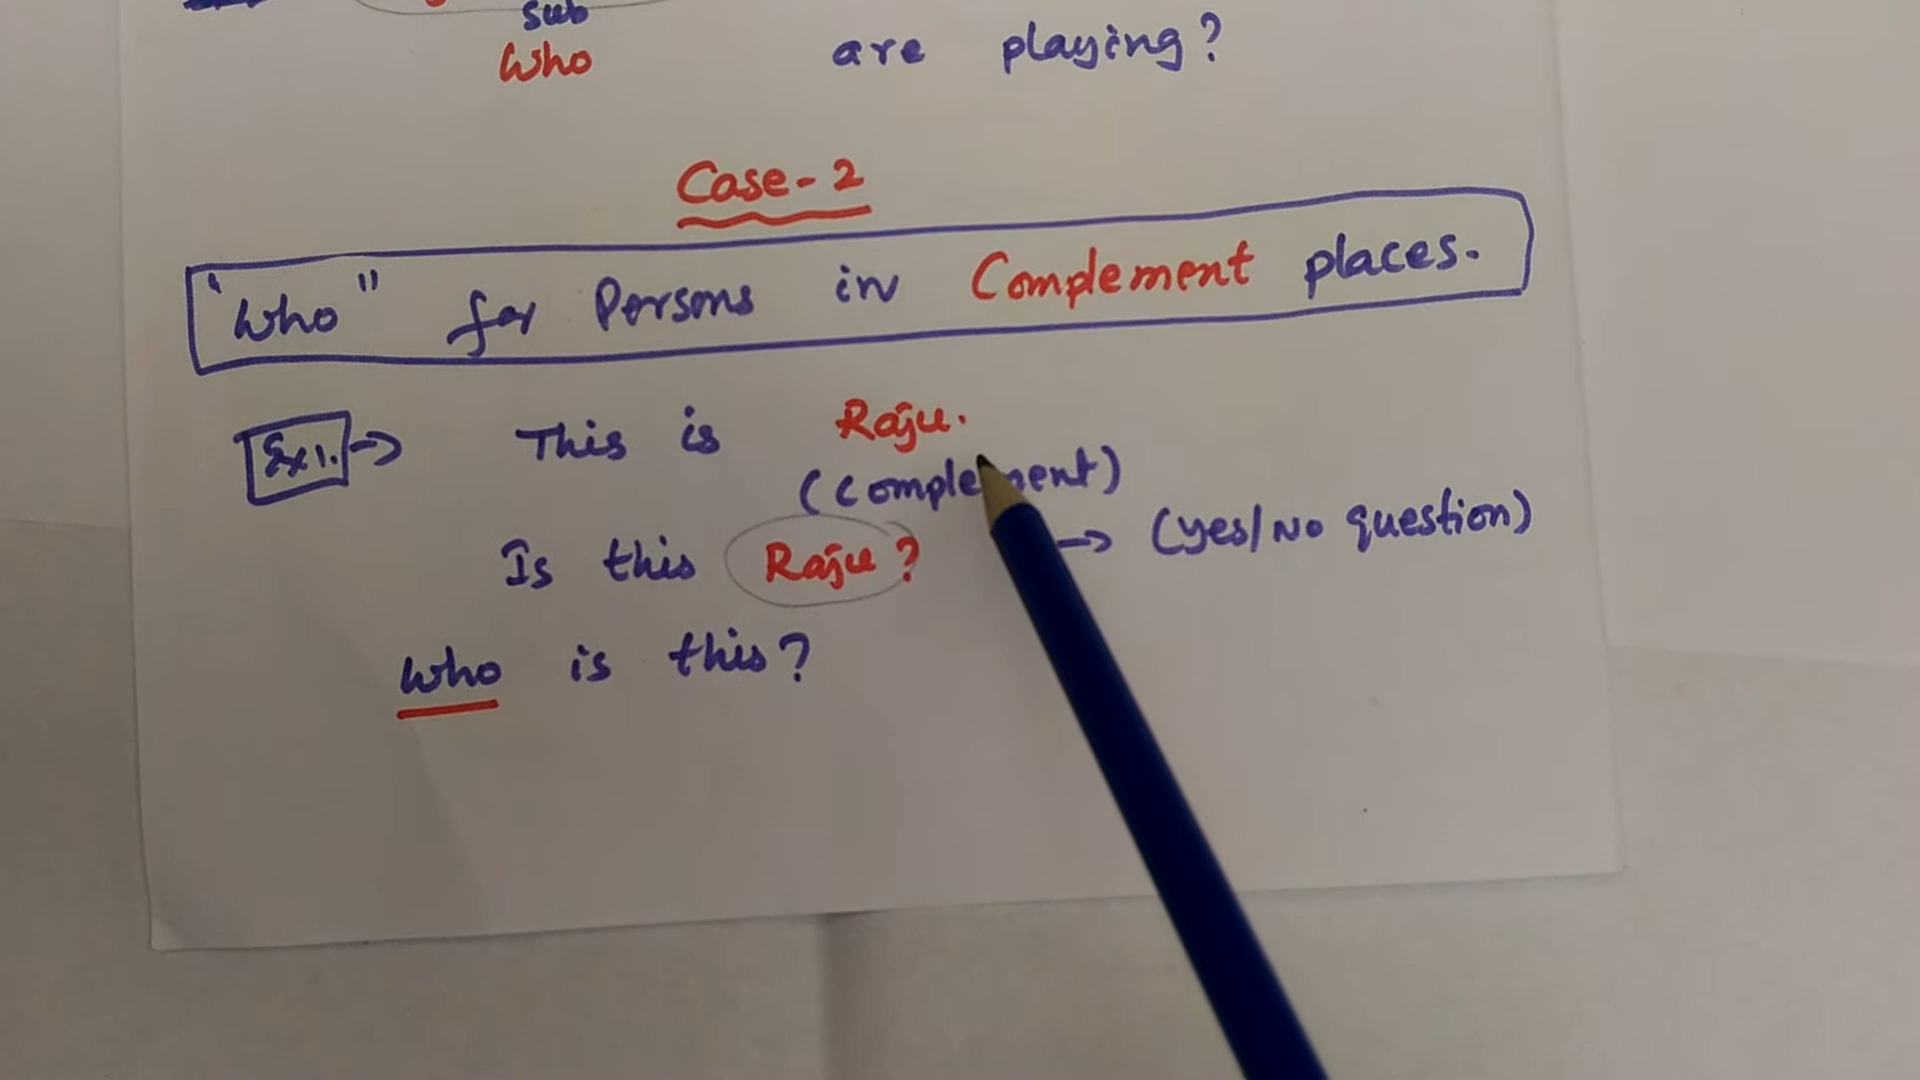 sub
Who are playing?
Case-2
"Who" for Persons in Complement places.
Ex1. → This is Raju.
(Complement)
Is this Raju? → (Yes/No question)
Who is this?